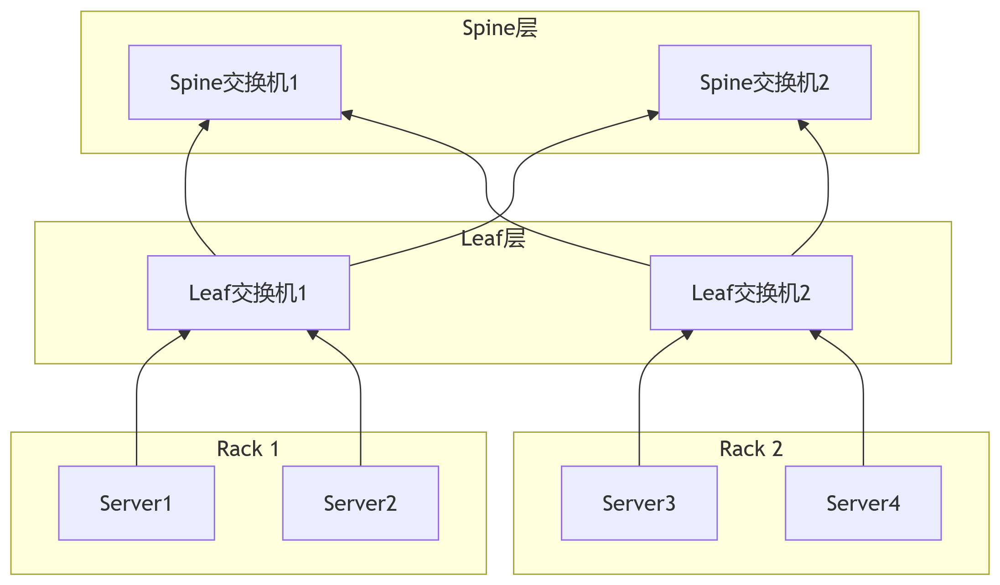 Spine层
Spine交换机1
Spine交换机2
Leaf层
Leaf交换机1
Leaf交换机2
Rack 1
Rack 2
Server1
Server2
Server3
Server4